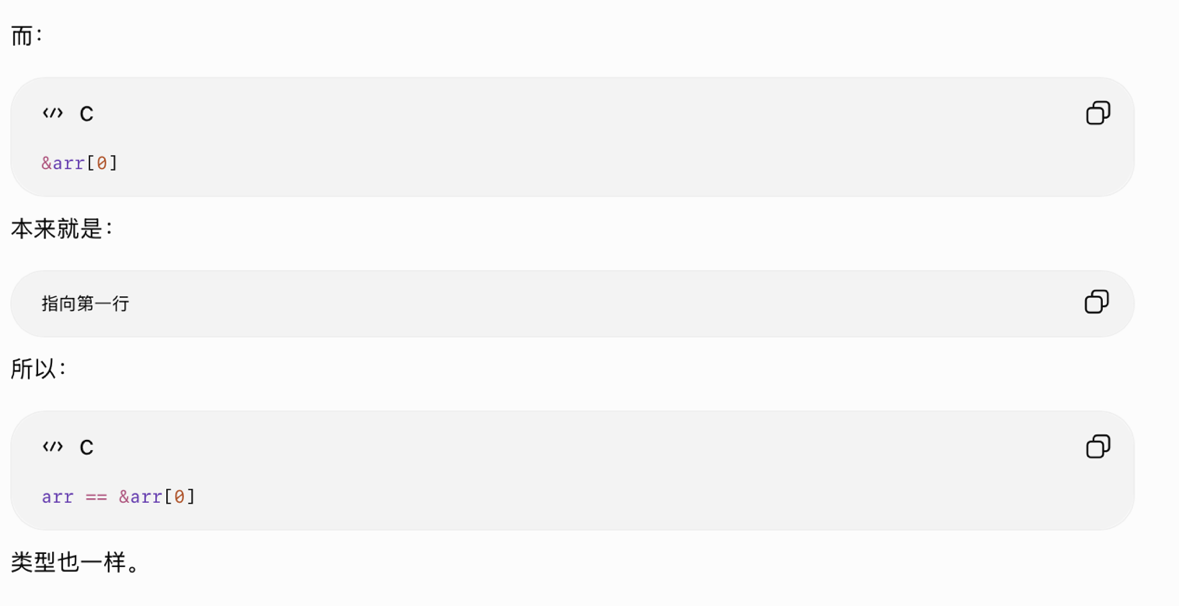 而：
</> C
&arr[0]
本来就是：
指向第一行
所以：
</> C
arr == &arr[0]
类型也一样。